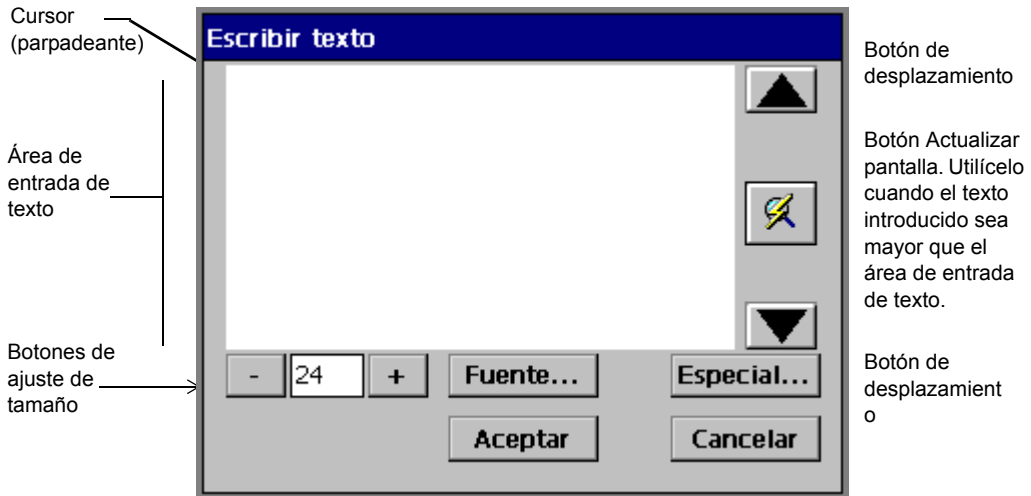 Cursor
(parpadeante)
Área de
entrada de
texto
Botones de
ajuste de
tamaño
Escribir texto
- 24 + Fuente... Especial...
Aceptar Cancelar
Botón de
desplazamiento
Botón Actualizar
pantalla. Utilícelo
cuando el texto
introducido sea
mayor que el
área de entrada
de texto.
Botón de
desplazamient
o